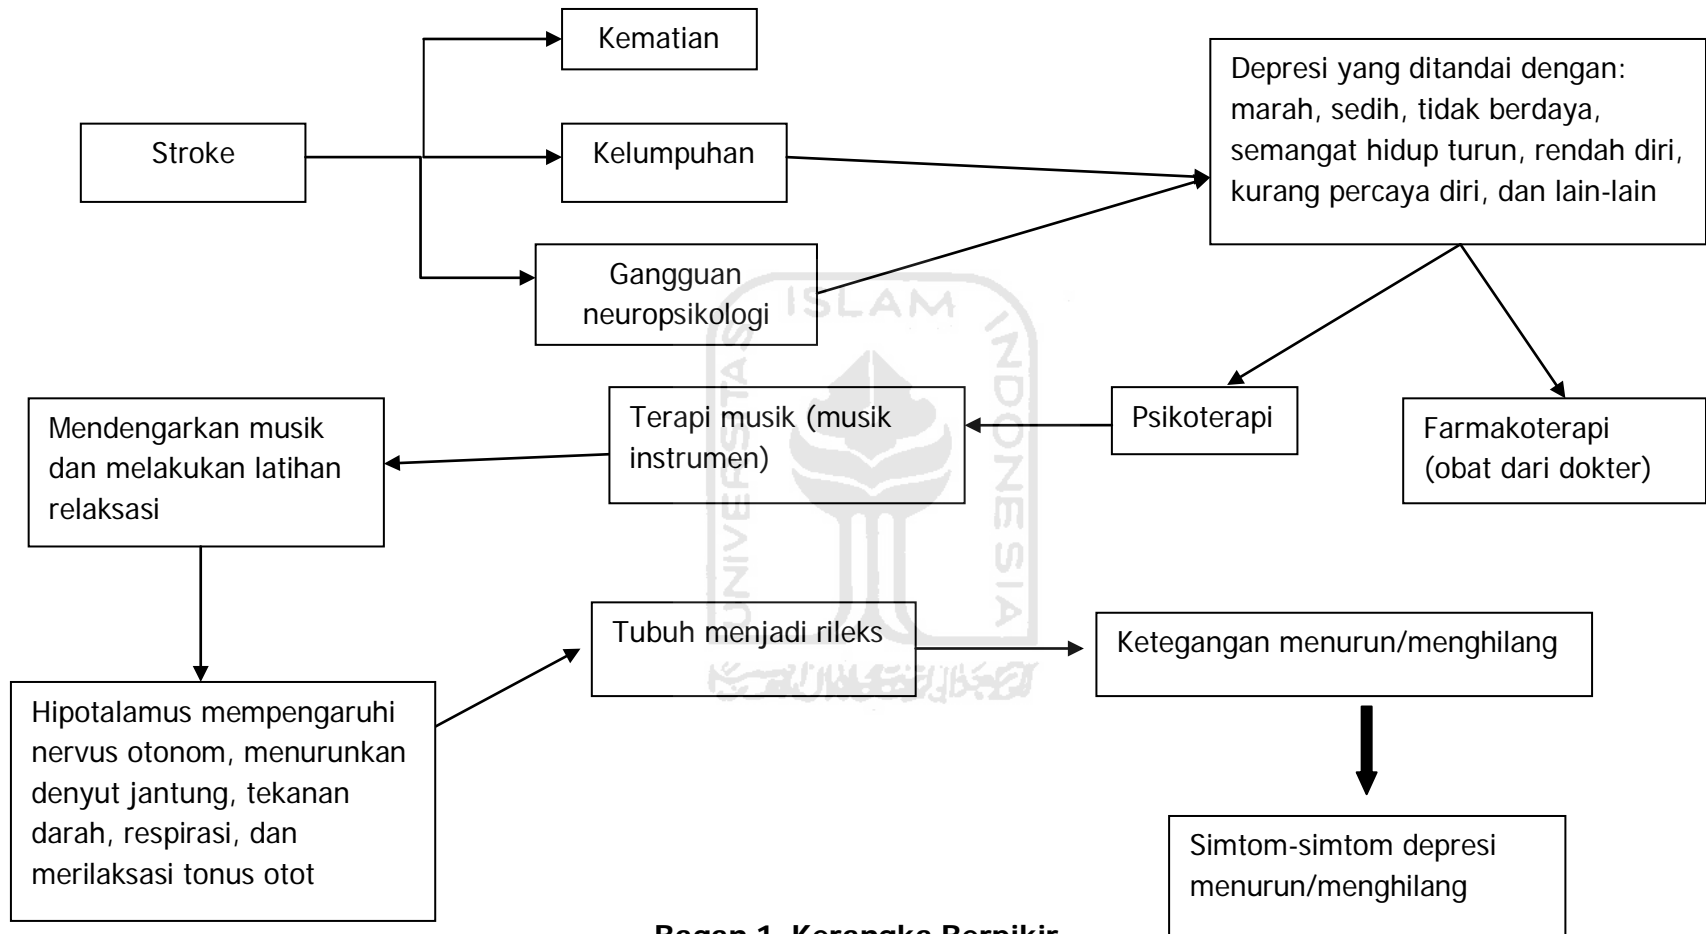 Kematian
Stroke
Kelumpuhan
Gangguan
neuropsikologi
Depresi yang ditandai dengan:
marah, sedih, tidak berdaya,
semangat hidup turun, rendah diri,
kurang percaya diri, dan lain-lain
Psikoterapi
Farmakoterapi
(obat dari dokter)
Terapi musik (musik
instrumen)
Mendengarkan musik
dan melakukan latihan
relaksasi
Hipotalamus mempengaruhi
nervus otonom, menurunkan
denyut jantung, tekanan
darah, respirasi, dan
merilaksasi tonus otot
Tubuh menjadi rileks
Ketegangan menurun/menghilang
Simtom-simtom depresi
menurun/menghilang
Bagan 1. Kerangka Berpikir
UNIVERSITAS ISLAM INDONESIA